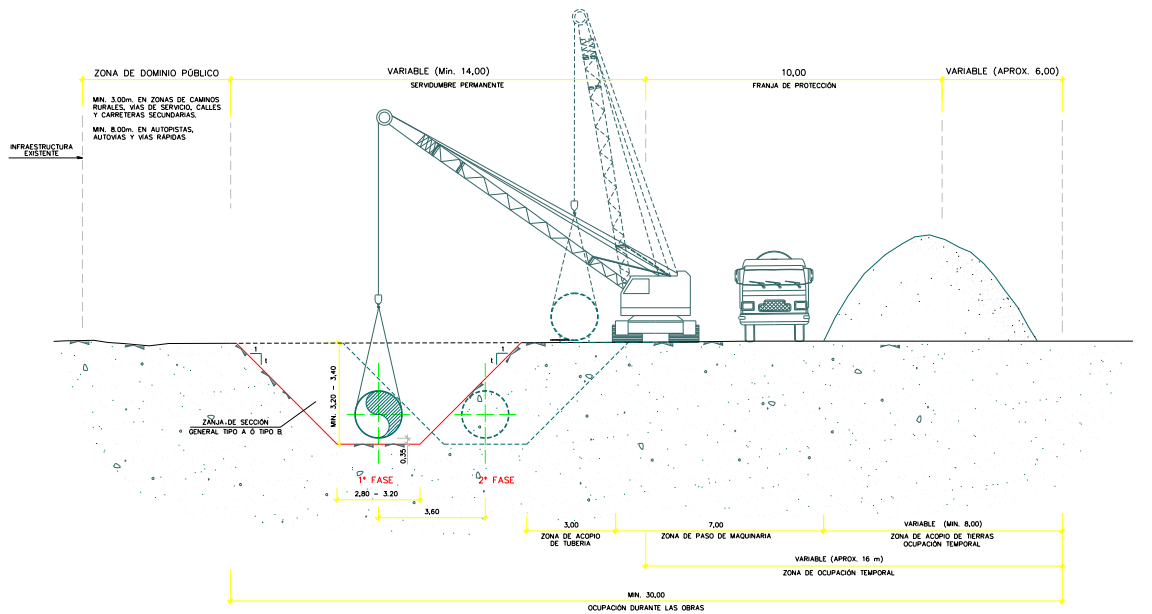 ZONA DE DOMINIO PÚBLICO
VARIABLE (Min. 14,00)
SERVIDUMBRE PERMANENTE
10,00
FRANJA DE PROTECCIÓN
VARIABLE (APROX. 6,00)
MIN. 3.00m. EN ZONAS DE CAMINOS
RURALES, VIAS DE SERVICIO, CALLES
Y CARRETERAS SECUNDARIAS.
MIN. 8.00m. EN AUTOPISTAS,
AUTOVIAS Y VIAS RAPIDAS
INFRAESTRUCTURA
EXISTENTE
1
t
1
t
MIN. 3,20 - 3,40
ZANJA DE SECCIÓN
GENERAL TIPO A Ó TIPO B
0,35
1ª FASE
2ª FASE
2,80 - 3.20
3,60
3,00
ZONA DE ACOPIO
DE TUBERIA
7,00
ZONA DE PASO DE MAQUINARIA
VARIABLE (MIN. 8,00)
ZONA DE ACOPIO DE TIERRAS
OCUPACIÓN TEMPORAL
VARIABLE (APROX. 16 m)
ZONA DE OCUPACIÓN TEMPORAL
MIN. 30,00
OCUPACIÓN DURANTE LAS OBRAS